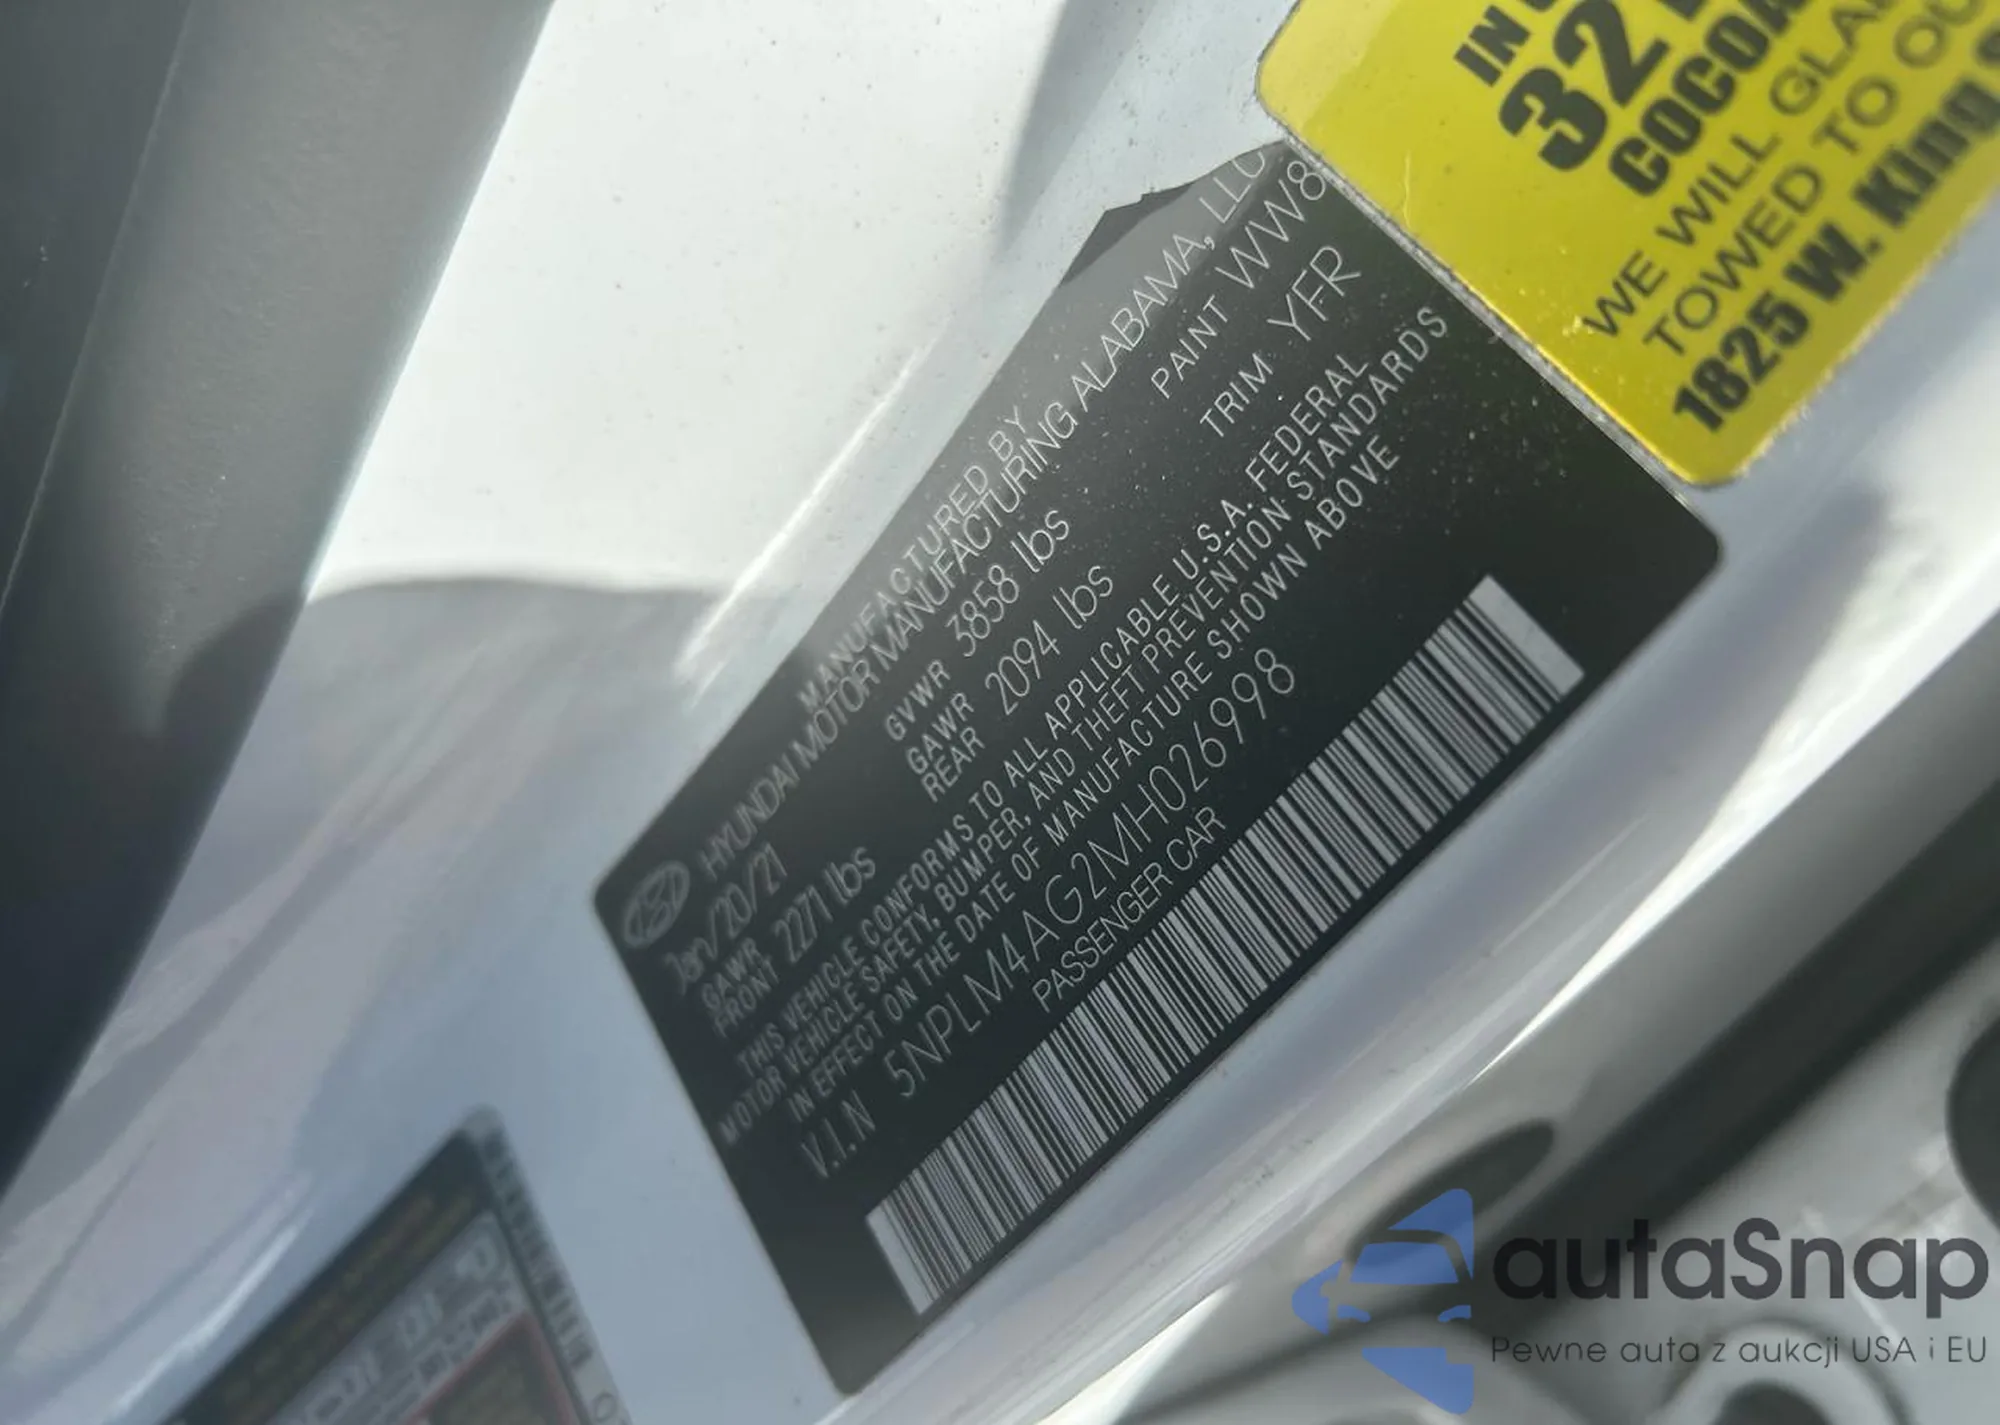 MANUFACTURED BY
HYUNDAI MOTOR MANUFACTURING ALABAMA, LLC
Jan/20/21
GVWR 3858 lbs
PAINT WW8
GAWR FRONT 2271 lbs
GAWR REAR 2094 lbs
TRIM YFR
THIS VEHICLE CONFORMS TO ALL APPLICABLE U.S.A. FEDERAL
MOTOR VEHICLE SAFETY, BUMPER, AND THEFT PREVENTION STANDARDS
IN EFFECT ON THE DATE OF MANUFACTURE SHOWN ABOVE
V.I.N 5NPLM4AG2MH026998
PASSENGER CAR
IN
32
COCOA
WE WILL
TOWED TO
1825 W. King
autaSnap
Pewne auta z aukcji USA i EU